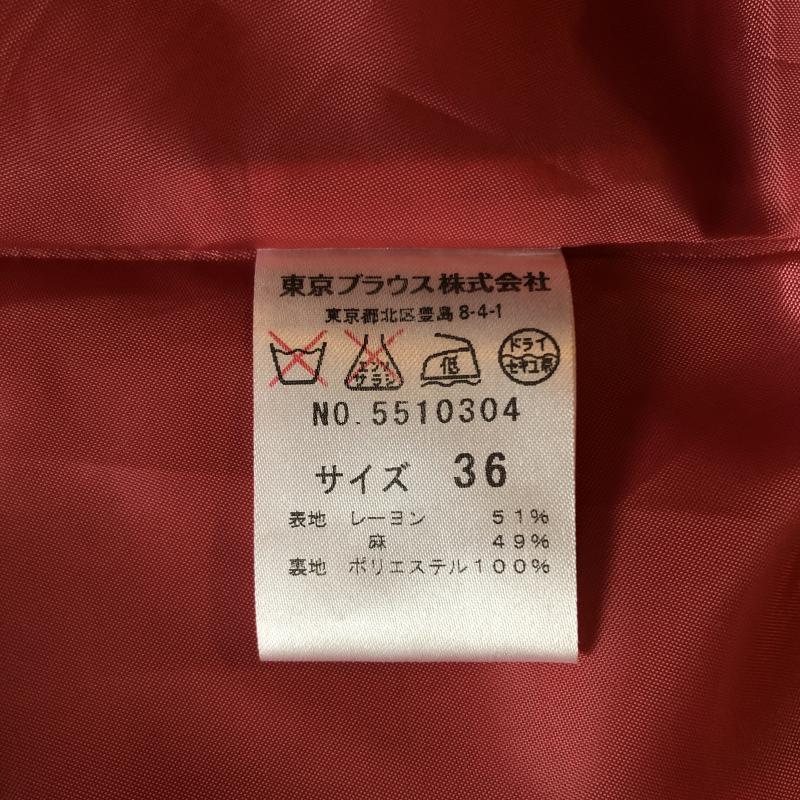 東京ブラウス株式会社
東京都北区豊島8-4-1
エンソ サラシ 低 ドライ セキユ系
NO.5510304
サイズ 36
表地 レーヨン 51%
麻 49%
裏地 ポリエステル100%